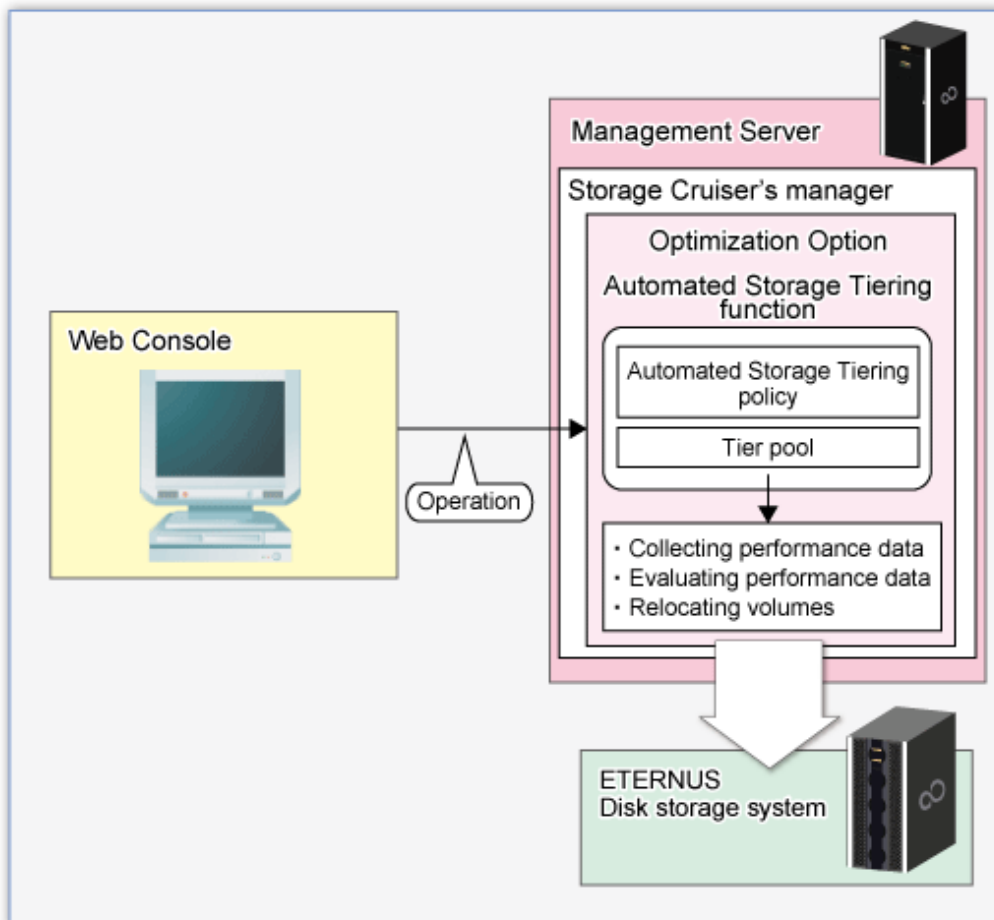 Management Server
Storage Cruiser's manager
Optimization Option
Automated Storage Tiering
function
Automated Storage Tiering
policy
Tier pool
Web Console
Operation
・Collecting performance data
・Evaluating performance data
・Relocating volumes
ETERNUS
Disk storage system